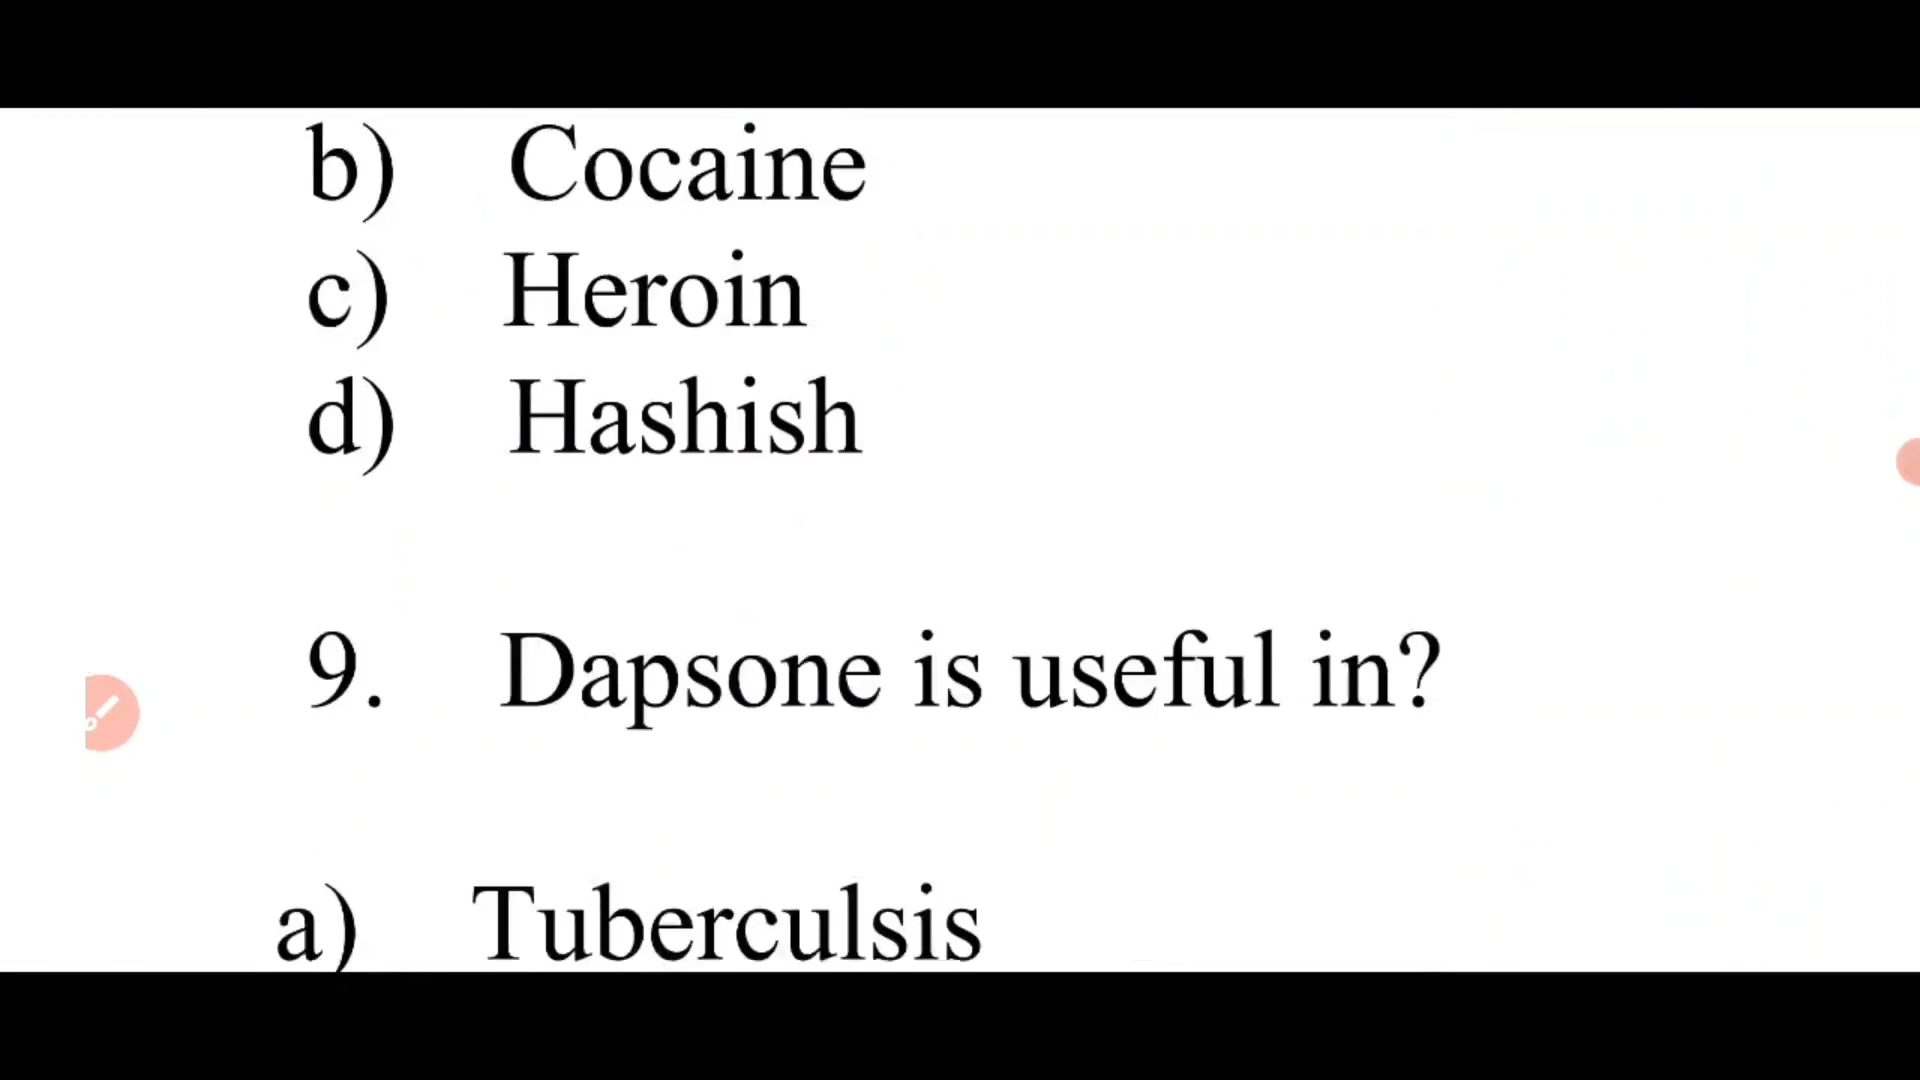 b) Cocaine
c) Heroin
d) Hashish
9. Dapsone is useful in?
a) Tuberculsis